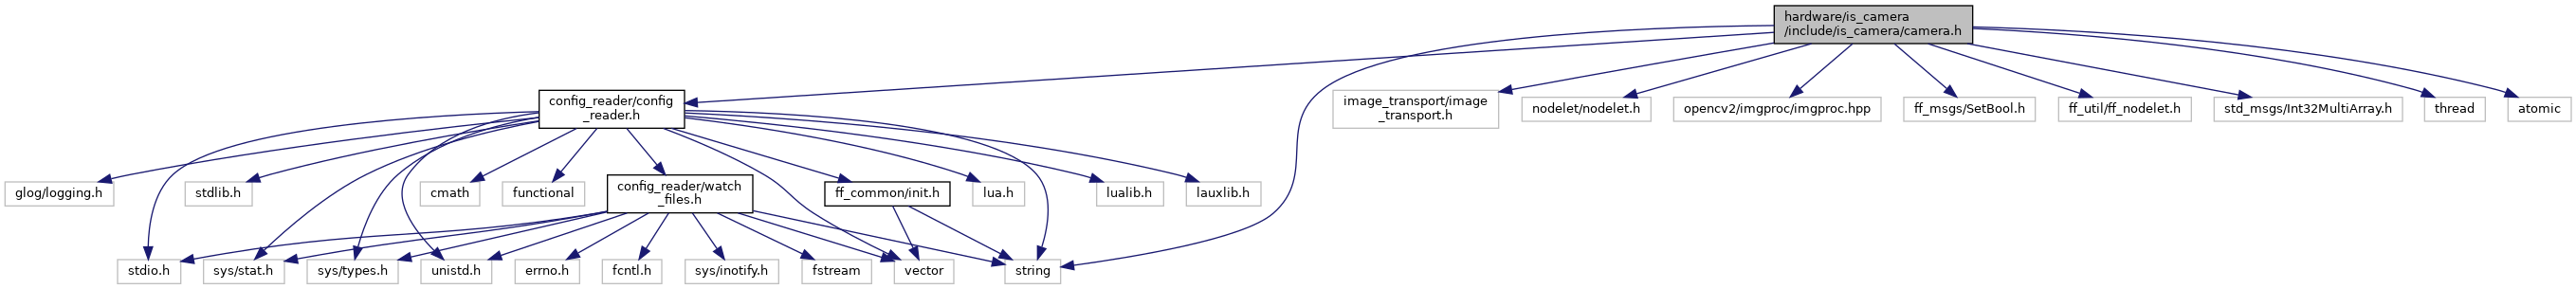 hardware/is_camera
/include/is_camera/camera.h
config_reader/config
_reader.h
image_transport/image
_transport.h
nodelet/nodelet.h
opencv2/imgproc/imgproc.hpp
ff_msgs/SetBool.h
ff_util/ff_nodelet.h
std_msgs/Int32MultiArray.h
thread
atomic
glog/logging.h
stdlib.h
cmath
functional
config_reader/watch
_files.h
ff_common/init.h
lua.h
lualib.h
lauxlib.h
stdio.h
sys/stat.h
sys/types.h
unistd.h
errno.h
fcntl.h
sys/inotify.h
fstream
vector
string